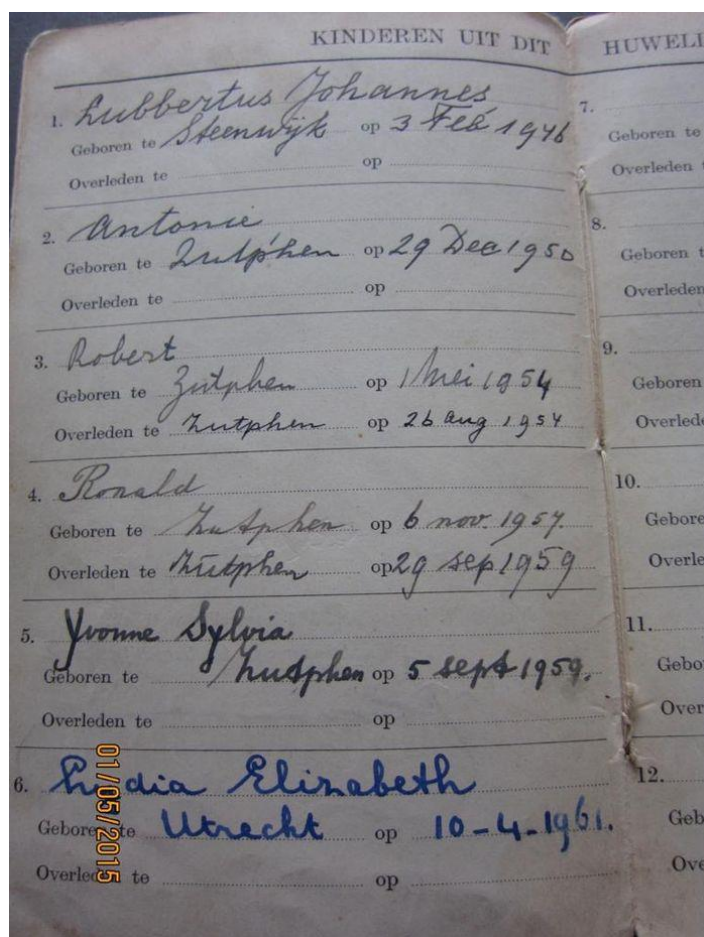 KINDEREN UIT DIT HUWELI
1. Lubbertus Johannes
Geboren te Steenwijk op 3 Feb 1946
Overleden te op
2. Antonie
Geboren te Zutphen op 29 Dec 1950
Overleden te op
3. Robert
Geboren te Zutphen op 1 Mei 1954
Overleden te Zutphen op 26 aug 1954
4. Ronald
Geboren te Zutphen op 6 nov. 1957.
Overleden te Zutphen op 29 sep 1959
5. Yvonne Sylvia
Geboren te Zutphen op 5 sept 1959.
Overleden te op
6. Lydia Elizabeth
Geboren te Utrecht op 10-4-1961.
Overleden te op
7.
Geboren te
Overleden t
8.
Geboren t
Overleden
9.
Geboren
Overlede
10.
Gebore
Overle
11.
Gebo
Over
12.
Geb
Ove
01/05/2015